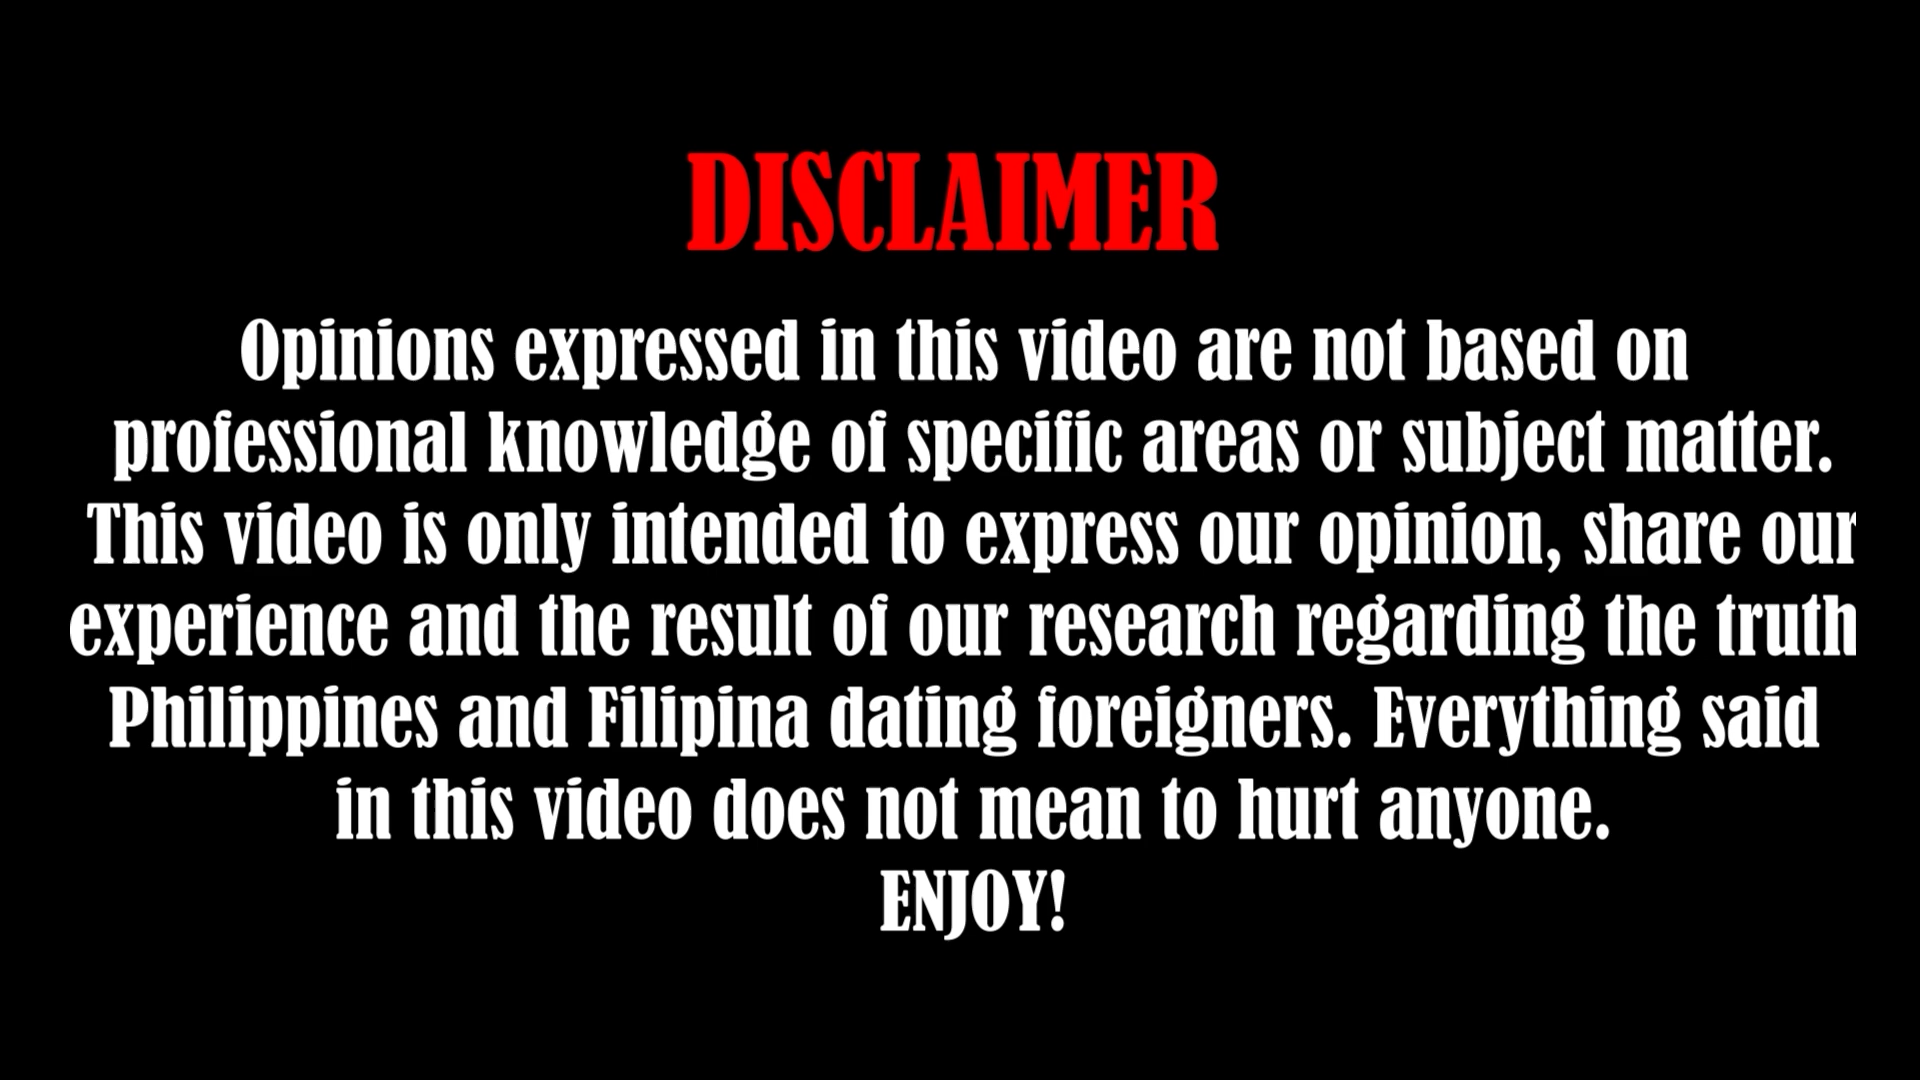 DISCLAIMER
Opinions expressed in this video are not based on
professional knowledge of specific areas or subject matter.
This video is only intended to express our opinion, share our
experience and the result of our research regarding the truth
Philippines and Filipina dating foreigners. Everything said
in this video does not mean to hurt anyone.
ENJOY!